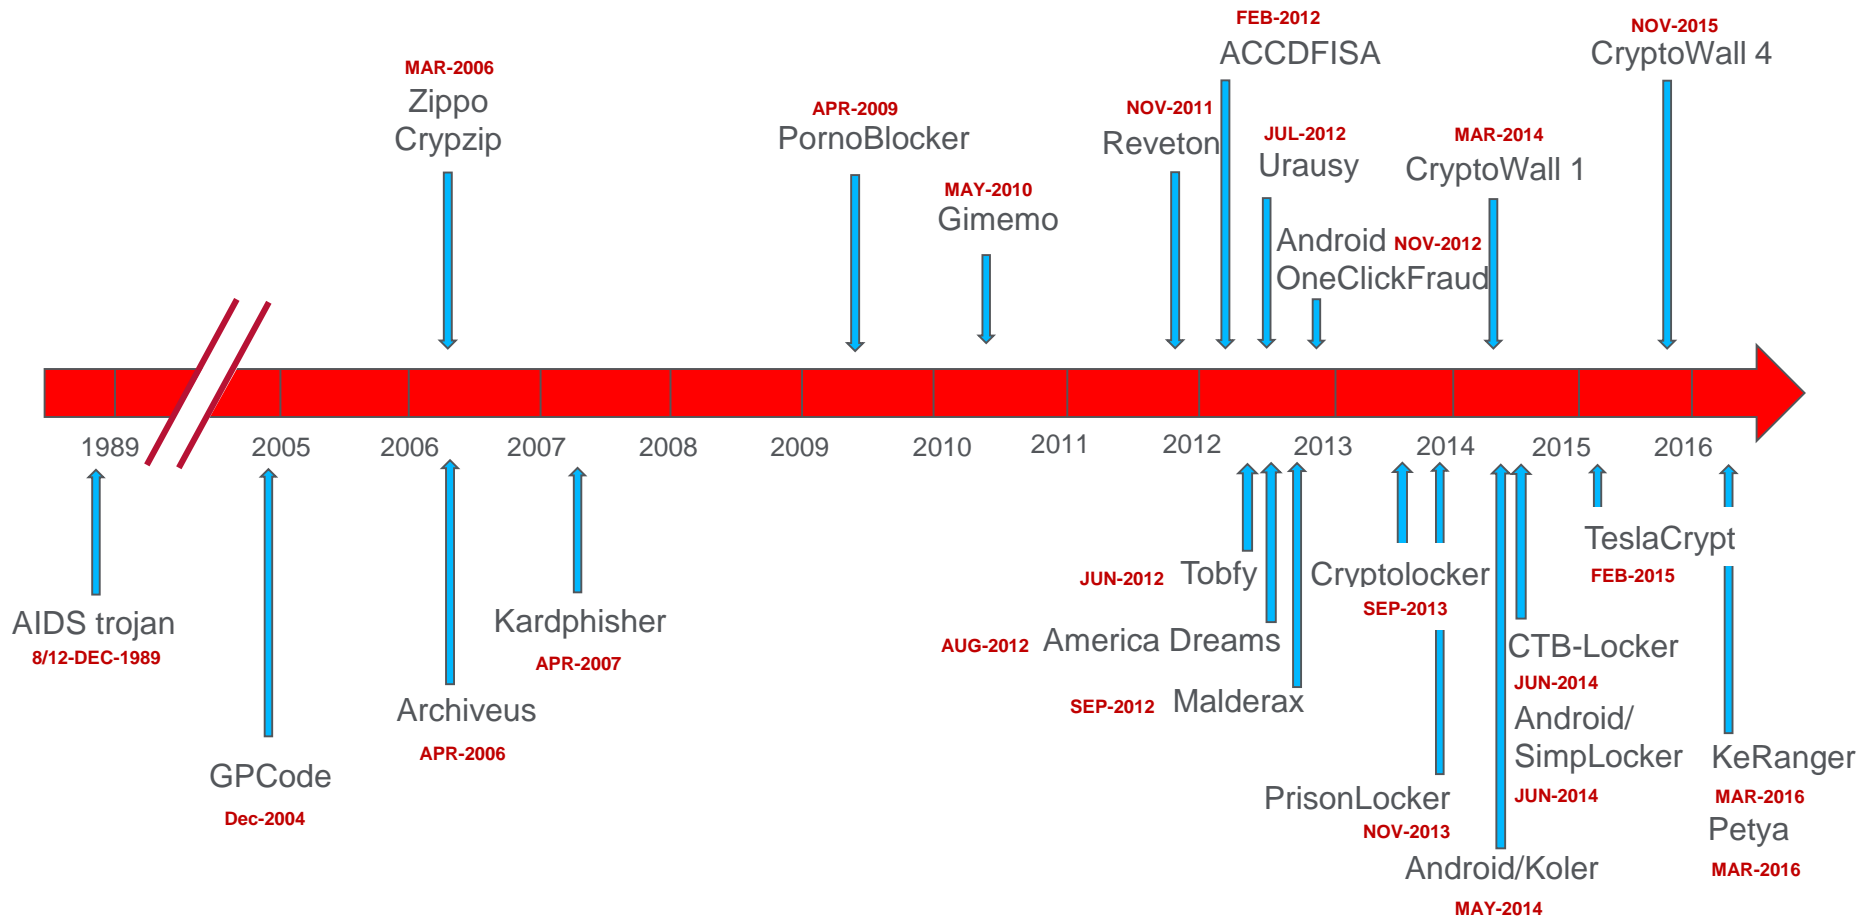 FEB-2012
ACCDFISA
NOV-2015
CryptoWall 4
MAR-2006
Zippo
Crypzip
APR-2009
PornoBlocker
NOV-2011
Reveton
JUL-2012
Urausy
MAR-2014
CryptoWall 1
MAY-2010
Gimemo
Android NOV-2012
OneClickFraud
1989 2005 2006 2007 2008 2009 2010 2011 2012 2013 2014 2015 2016
AIDS trojan
8/12-DEC-1989
GPCode
Dec-2004
Archiveus
APR-2006
Kardphisher
APR-2007
JUN-2012 Tobfy
AUG-2012 America Dreams
SEP-2012 Malderax
Cryptolocker
SEP-2013
PrisonLocker
NOV-2013
Android/Koler
MAY-2014
CTB-Locker
JUN-2014
Android/
SimpLocker
JUN-2014
TeslaCrypt
FEB-2015
KeRanger
MAR-2016
Petya
MAR-2016